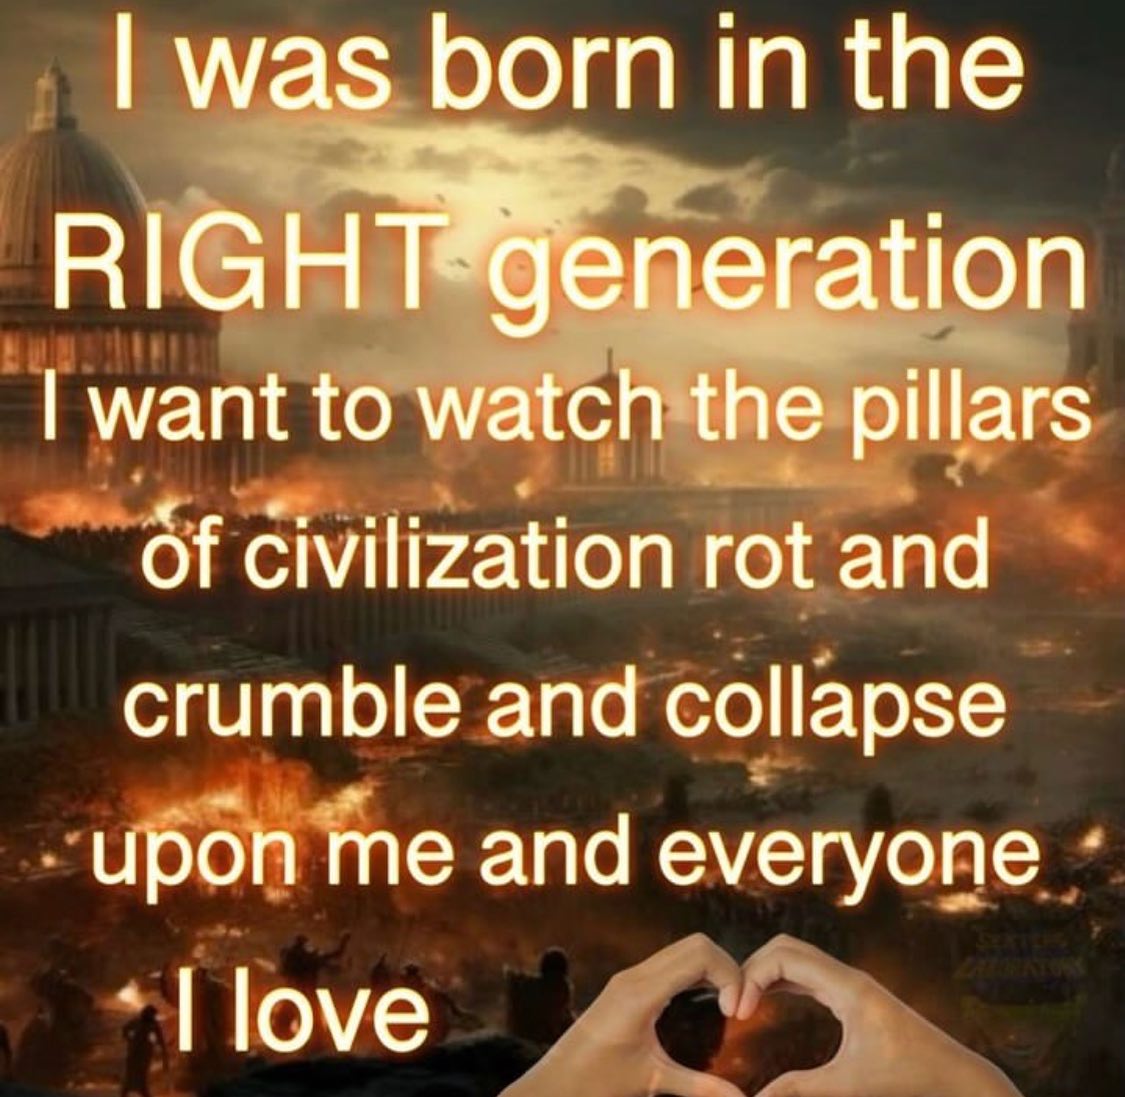 I was born in the
RIGHT generation
I want to watch the pillars
of civilization rot and
crumble and collapse
upon me and everyone
I love